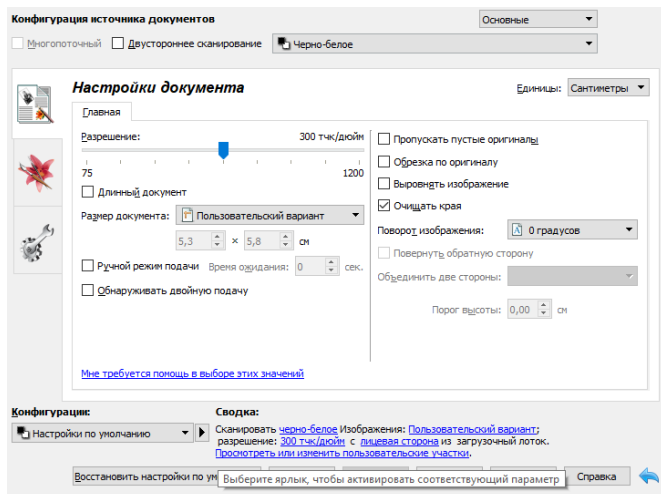 Конфигурация источника документов
Основные
Многопоточный Двустороннее сканирование Черно-белое
Настройки документа
Единицы: Сантиметры
Главная
Разрешение: 300 тчк/дюйм
75 1200
Длинный документ
Размер документа: Пользовательский вариант
5,3 × 5,8 см
Ручной режим подачи Время ожидания: 0 сек.
Обнаруживать двойную подачу
Мне требуется помощь в выборе этих значений
Пропускать пустые оригиналы
Обрезка по оригиналу
Выровнять изображение
Очищать края
Поворот изображения: 0 градусов
Повернуть обратную сторону
Объединить две стороны:
Порог высоты: 0,00 см
Конфигурации:
Настройки по умолчанию
Сводка:
Сканировать черно-белое Изображения: Пользовательский вариант;
разрешение: 300 тчк/дюйм с лицевая сторона из загрузочный лоток.
Просмотреть или изменить пользовательские участки.
Восстановить настройки по ум
Выберите ярлык, чтобы активировать соответствующий параметр
Справка